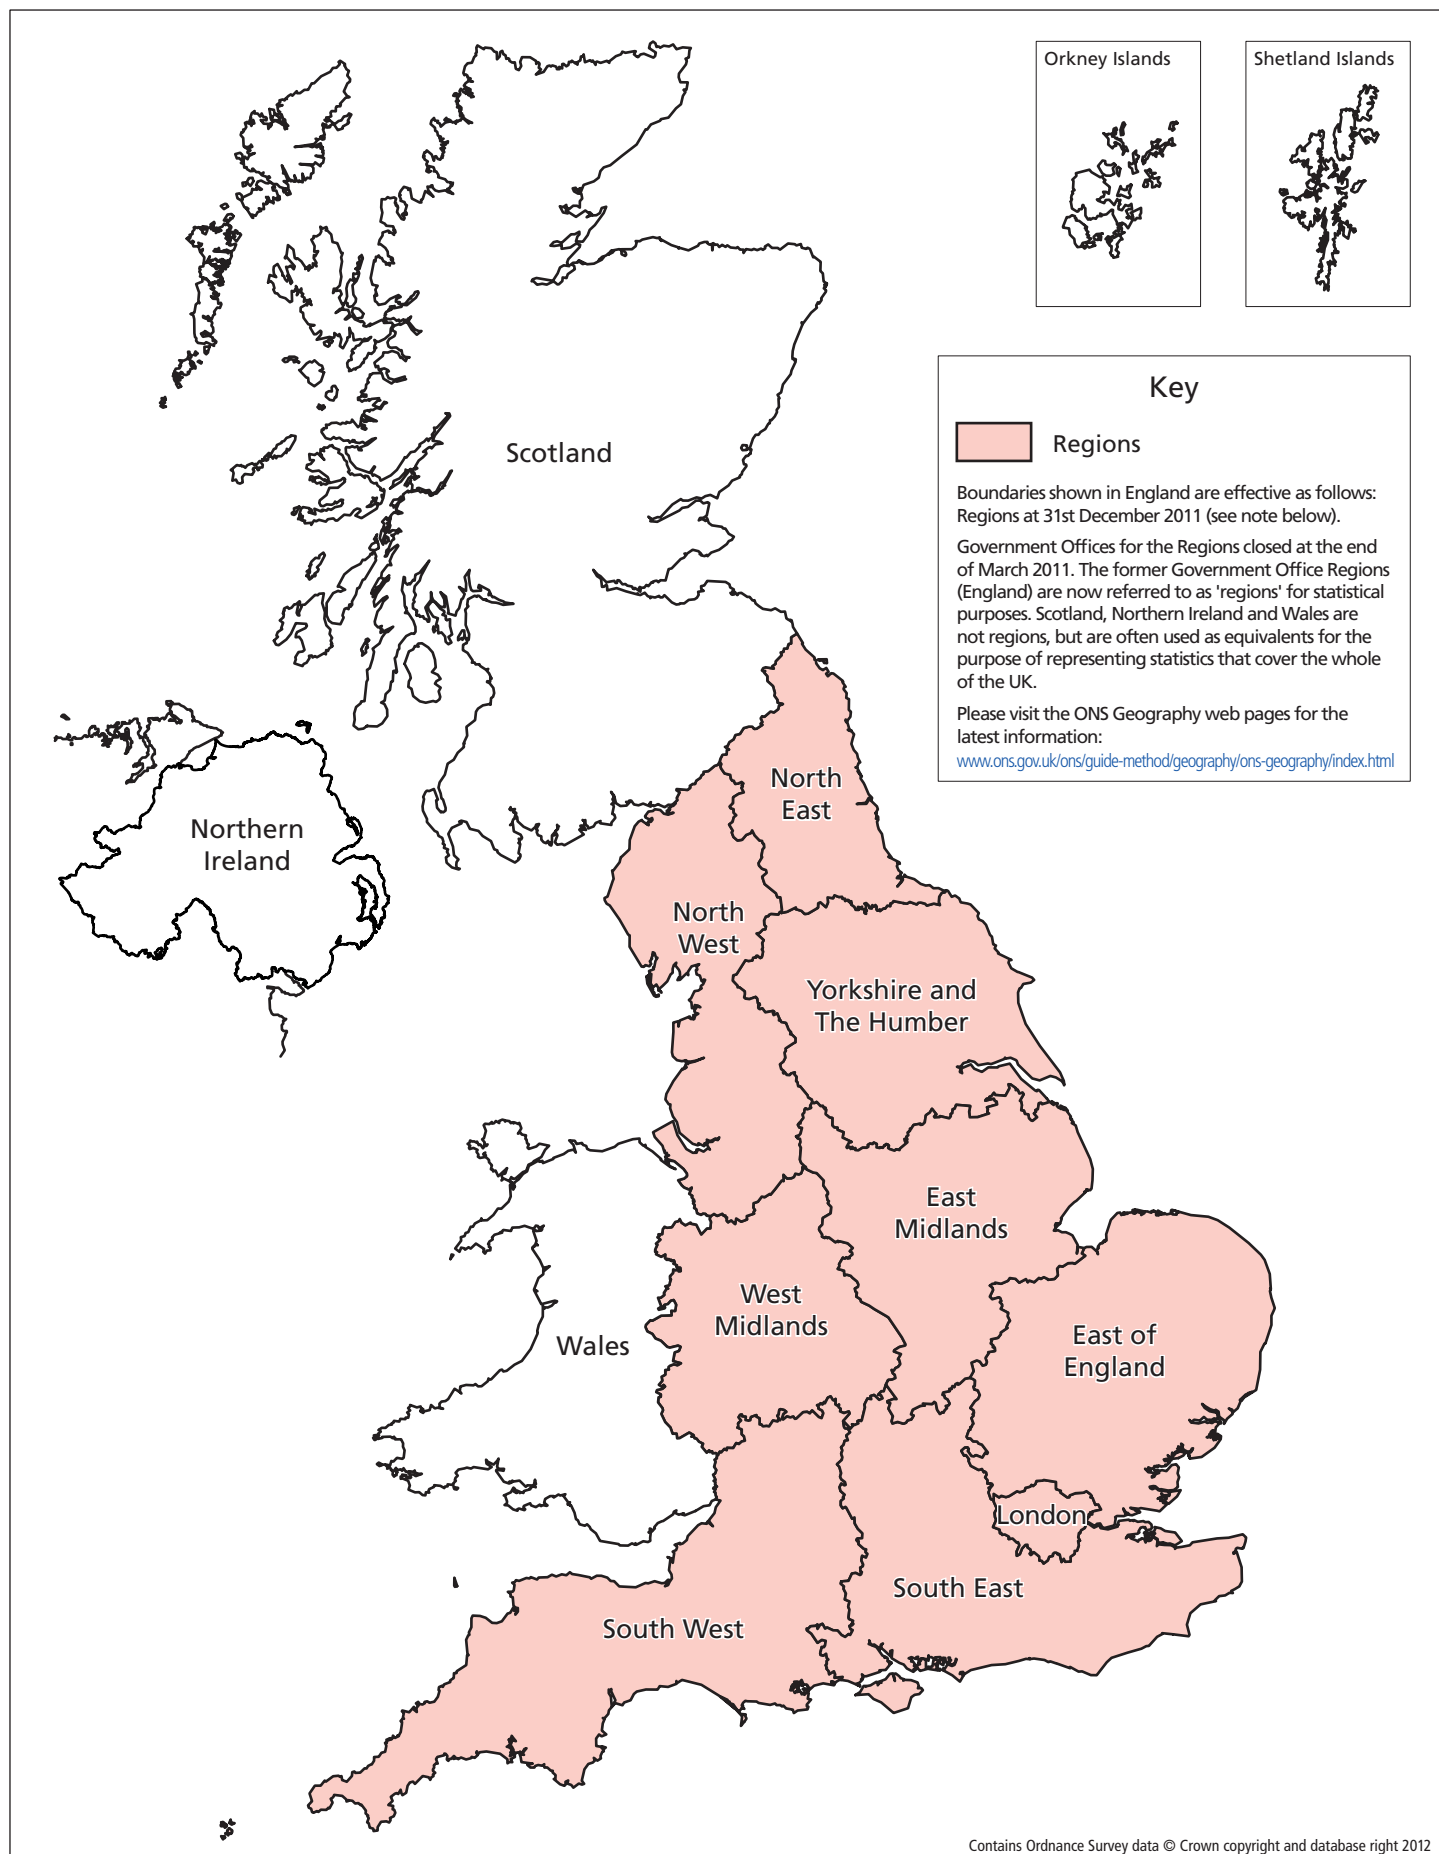 Orkney Islands
Shetland Islands
Key
Regions
Boundaries shown in England are effective as follows:
Regions at 31st December 2011 (see note below).
Government Offices for the Regions closed at the end
of March 2011. The former Government Office Regions
(England) are now referred to as 'regions' for statistical
purposes. Scotland, Northern Ireland and Wales are
not regions, but are often used as equivalents for the
purpose of representing statistics that cover the whole
of the UK.
Please visit the ONS Geography web pages for the
latest information:
www.ons.gov.uk/ons/guide-method/geography/ons-geography/index.html
Scotland
North
East
Northern
Ireland
North
West
Yorkshire and
The Humber
East
Midlands
West
Midlands
East of
England
Wales
London
South East
South West
Contains Ordnance Survey data © Crown copyright and database right 2012